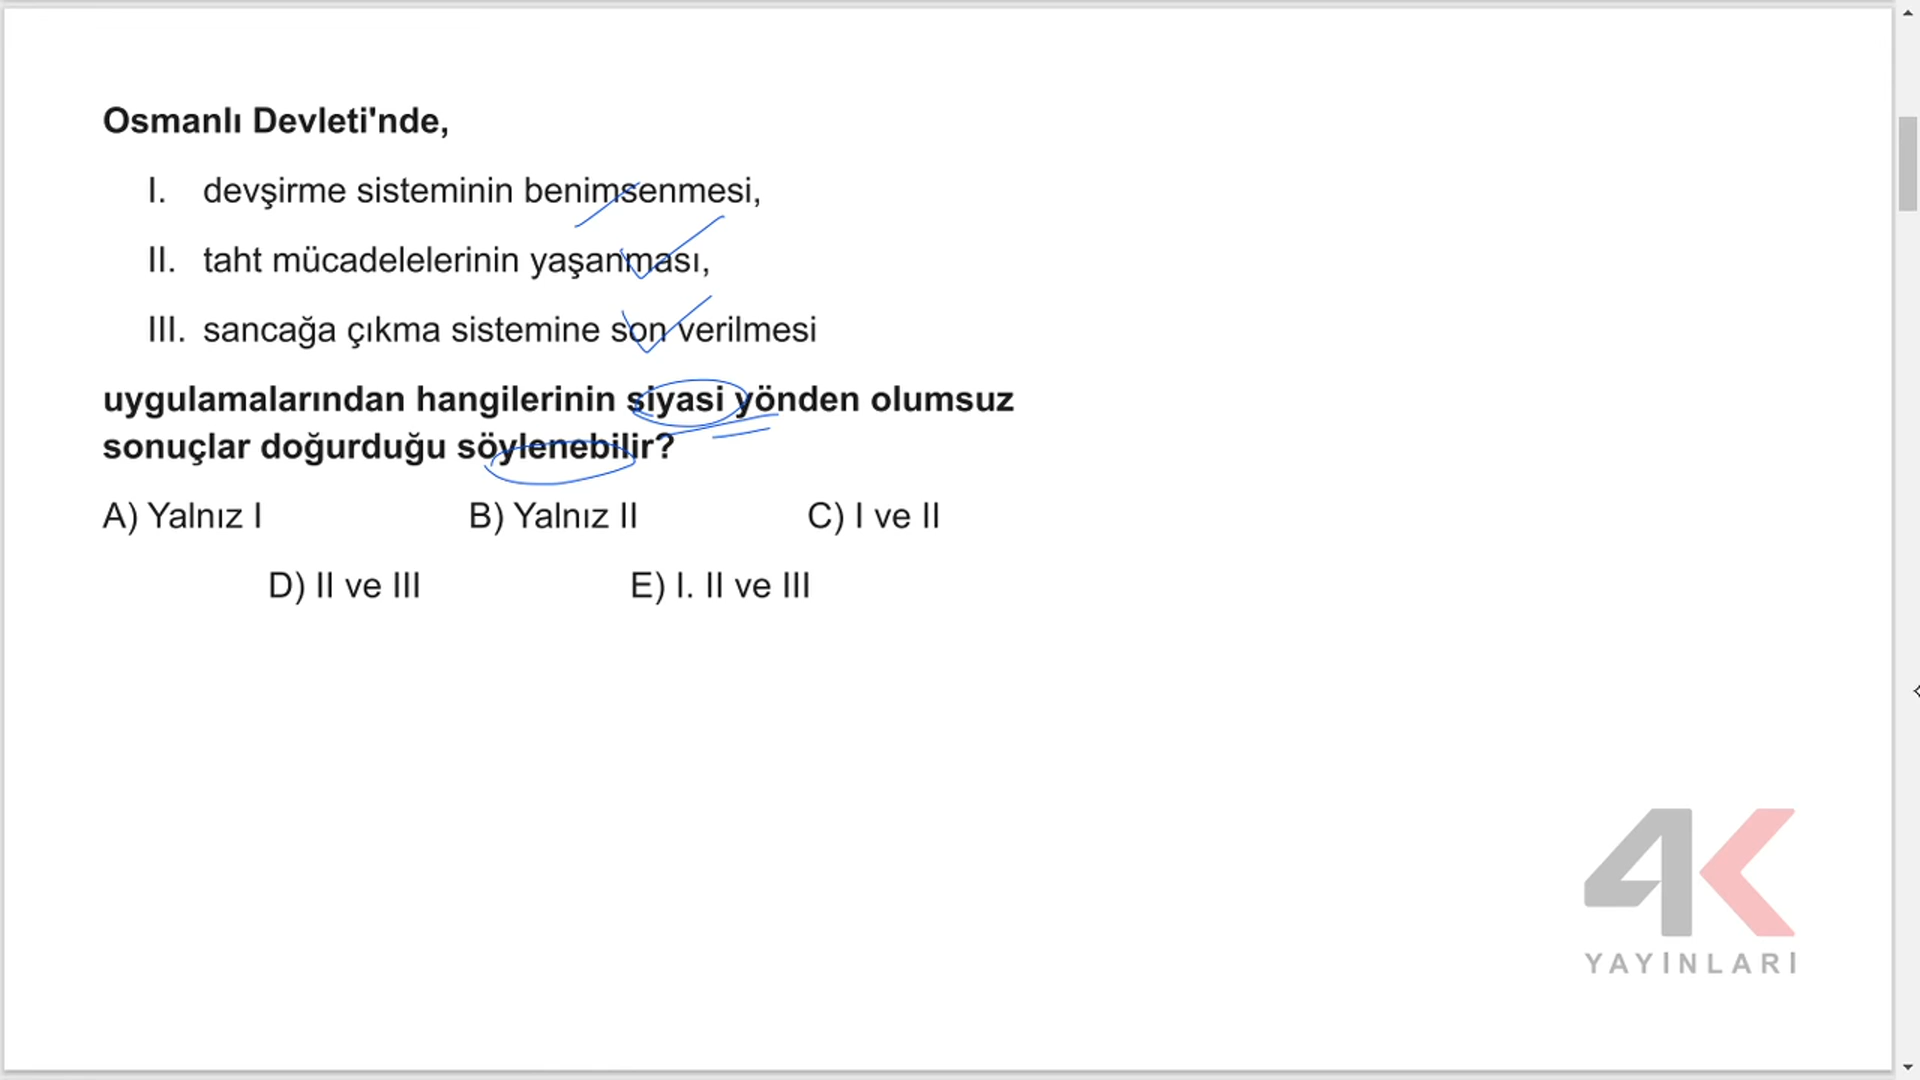 Osmanlı Devleti'nde,
I. devşirme sisteminin benimsenmesi,
II. taht mücadelelerinin yaşanması,
III. sancağa çıkma sistemine son verilmesi
uygulamalarından hangilerinin siyasi yönden olumsuz
sonuçlar doğurduğu söylenebilir?
A) Yalnız I B) Yalnız II C) I ve II
D) II ve III E) I. II ve III
4K
YAYINLARI